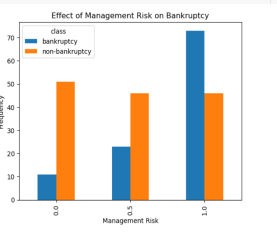 Effect of Management Risk on Bankruptcy
class
bankruptcy
non-bankruptcy
70
60
50
40
30
20
10
0
Frequency
0.0
0.5
1.0
Management Risk